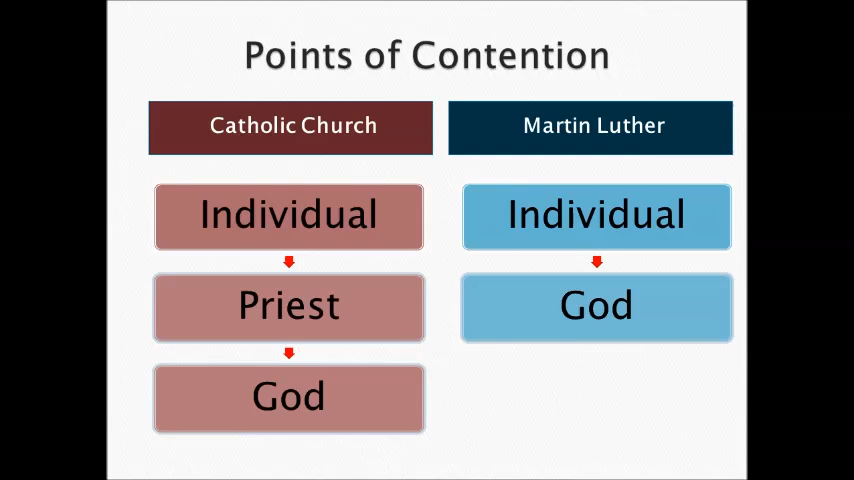 Points of Contention
Catholic Church
Martin Luther
Individual
Individual
Priest
God
God